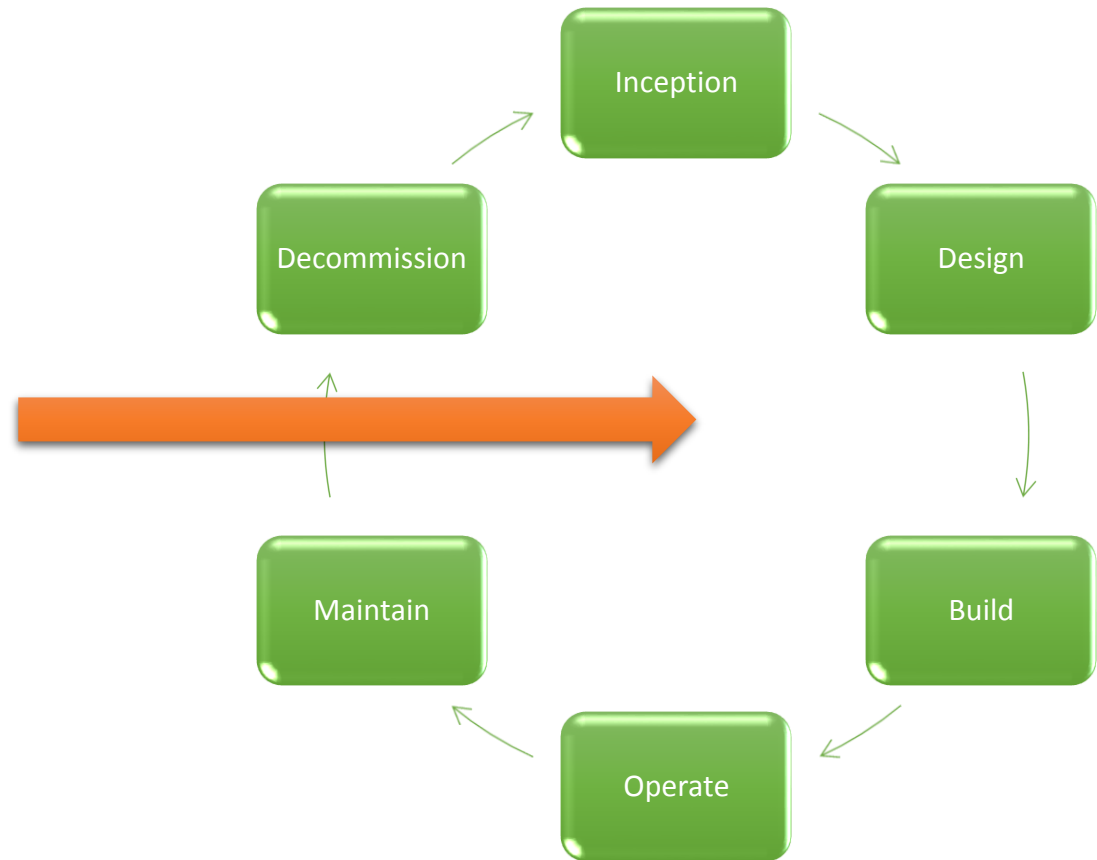 Inception
Design
Build
Operate
Maintain
Decommission